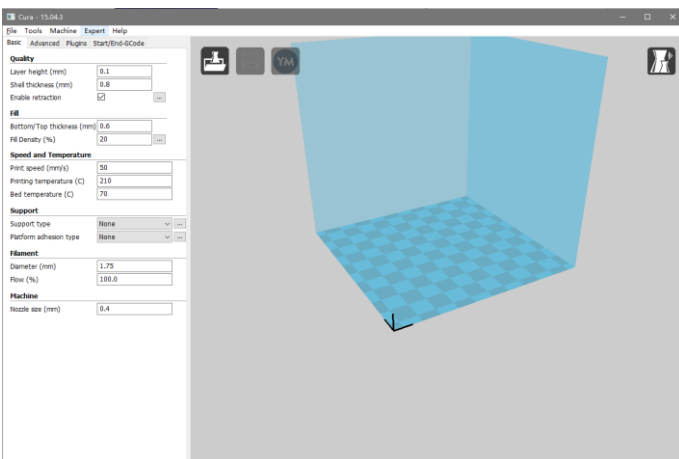 Cura - 15.04.3
File Tools Machine Expert Help
Basic Advanced Plugins Start/End-GCode
Quality
Layer height (mm) 0.1
Shell thickness (mm) 0.8
Enable retraction ...
Fill
Bottom/Top thickness (mm) 0.6
Fill Density (%) 20 ...
Speed and Temperature
Print speed (mm/s) 50
Printing temperature (C) 210
Bed temperature (C) 70
Support
Support type None ...
Platform adhesion type None ...
Filament
Diameter (mm) 1.75
Flow (%) 100.0
Machine
Nozzle size (mm) 0.4
YM